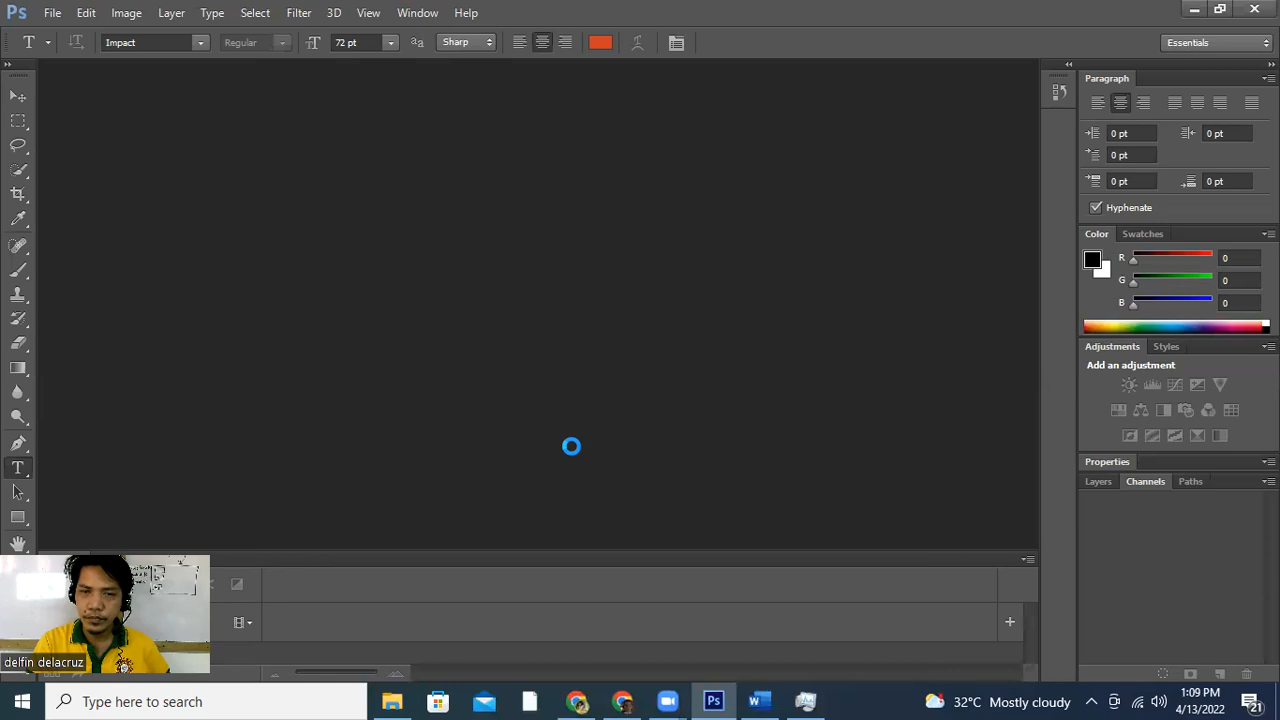 Ps File Edit Image Layer Type Select Filter 3D View Window Help
T T Impact Regular T 72 pt aa Sharp Essentials
Paragraph
0 pt 0 pt
0 pt
0 pt 0 pt
Hyphenate
Color Swatches
R 0
G 0
B 0
Adjustments Styles
Add an adjustment
Properties
Layers Channels Paths
T
delfin delacruz
Type here to search
Ps
W
32°C Mostly cloudy
1:09 PM
4/13/2022
21